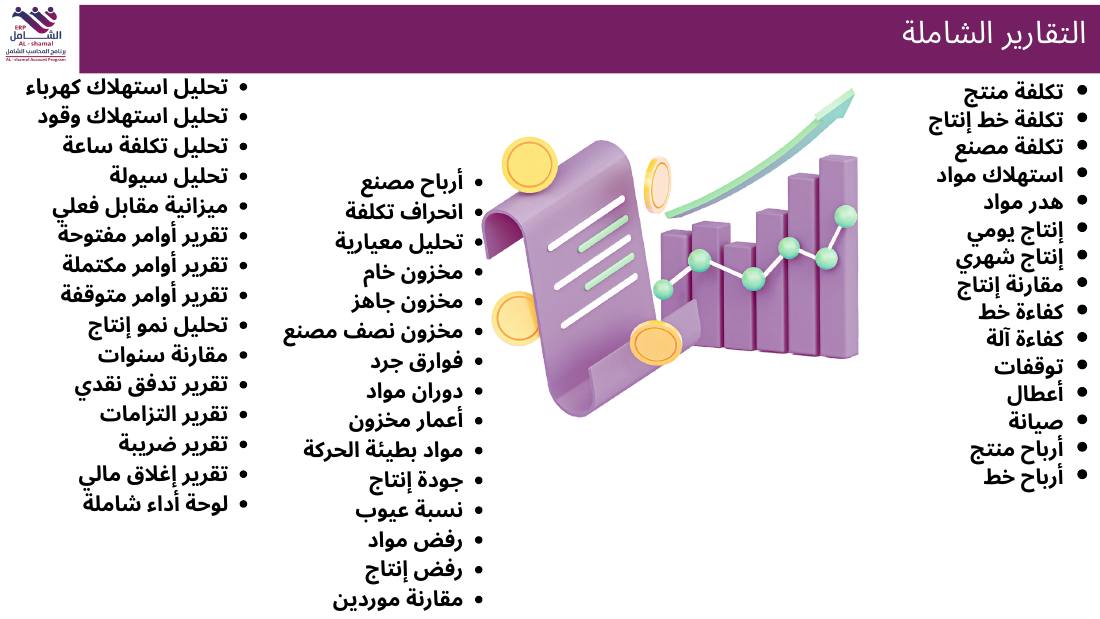 التقارير الشاملة
ERP
الشــامل
AL - shamal
برنامج المحاسب الشامل
AL - shamal Account Program
تكلفة منتج
تكلفة خط إنتاج
تكلفة مصنع
استهلاك مواد
هدر مواد
إنتاج يومي
إنتاج شهري
مقارنة إنتاج
كفاءة خط
كفاءة آلة
توقفات
أعطال
صيانة
أرباح منتج
أرباح خط
أرباح مصنع
انحراف تكلفة
تحليل معيارية
مخزون خام
مخزون جاهز
مخزون نصف مصنع
فوارق جرد
دوران مواد
أعمار مخزون
مواد بطيئة الحركة
جودة إنتاج
نسبة عيوب
رفض مواد
رفض إنتاج
مقارنة موردين
تحليل استهلاك كهرباء
تحليل استهلاك وقود
تحليل تكلفة ساعة
تحليل سيولة
ميزانية مقابل فعلي
تقرير أوامر مفتوحة
تقرير أوامر مكتملة
تقرير أوامر متوقفة
تحليل نمو إنتاج
مقارنة سنوات
تقرير تدفق نقدي
تقرير التزامات
تقرير ضريبة
تقرير إغلاق مالي
لوحة أداء شاملة